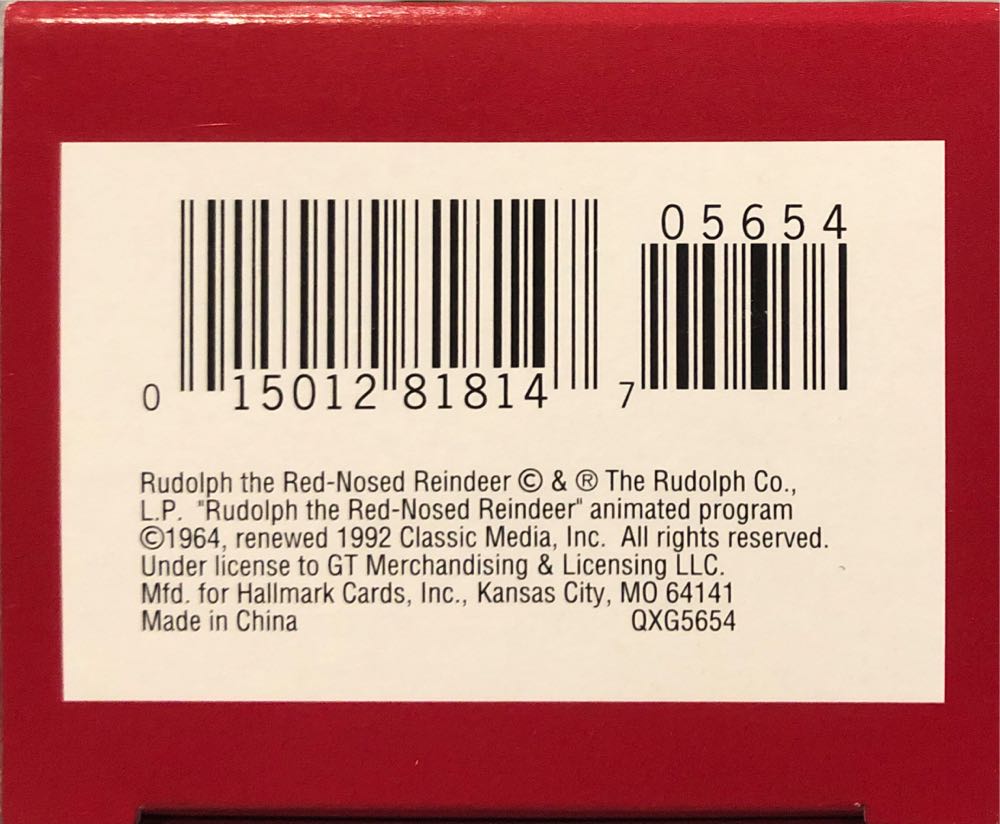 05654
0 15012 81814 7
Rudolph the Red-Nosed Reindeer © & ® The Rudolph Co.,
L.P. "Rudolph the Red-Nosed Reindeer" animated program
©1964, renewed 1992 Classic Media, Inc. All rights reserved.
Under license to GT Merchandising & Licensing LLC.
Mfd. for Hallmark Cards, Inc., Kansas City, MO 64141
Made in China QXG5654